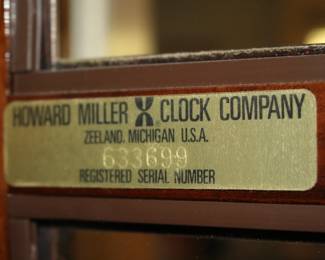 HOWARD MILLER CLOCK COMPANY
ZEELAND, MICHIGAN U.S.A.
633699
REGISTERED SERIAL NUMBER